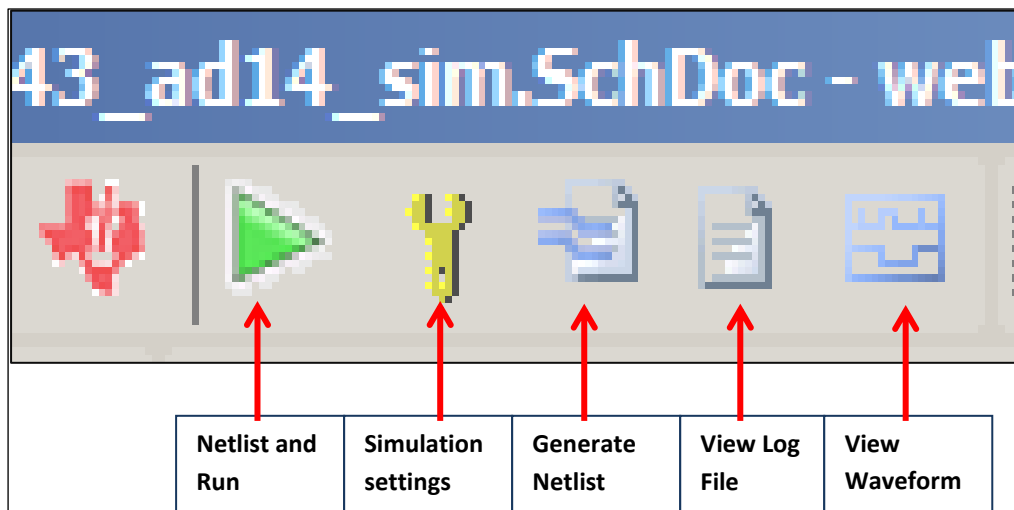 43_ad14_sim.SchDoc - web
Netlist and
Run
Simulation
settings
Generate
Netlist
View Log
File
View
Waveform